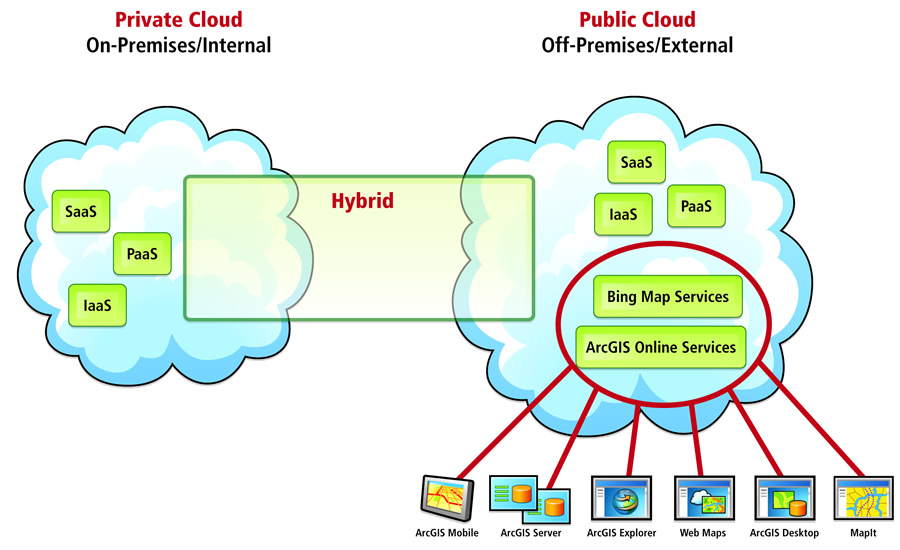 Private Cloud
On-Premises/Internal
Public Cloud
Off-Premises/External
SaaS
PaaS
IaaS
Hybrid
SaaS
IaaS
PaaS
Bing Map Services
ArcGIS Online Services
ArcGIS Mobile
ArcGIS Server
ArcGIS Explorer
Web Maps
ArcGIS Desktop
MapIt